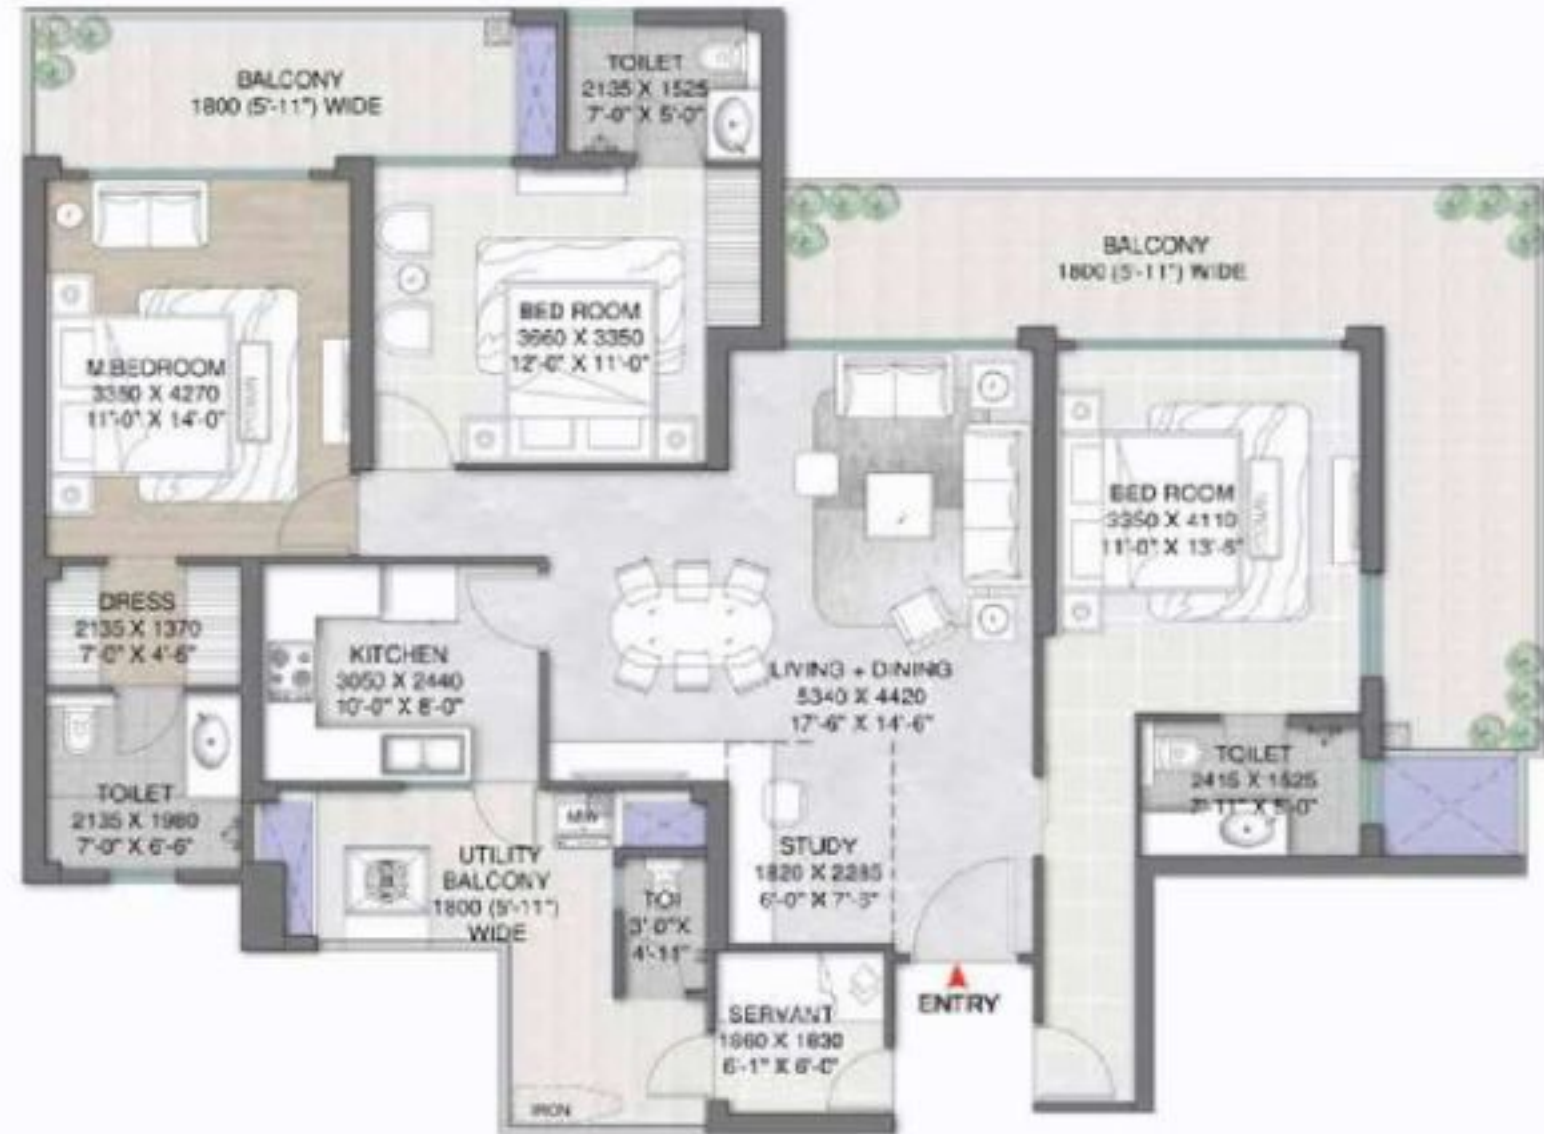 BALCONY
1800 (5'-11") WIDE
TOILET
2135 X 1525
7'-0" X 5'-0"
BALCONY
1800 (5'-11") WIDE
M.BEDROOM
3350 X 4270
11'-0" X 14'-0"
BED ROOM
3660 X 3350
12'-0" X 11'-0"
BED ROOM
3350 X 4110
11'-0" X 13'-6"
DRESS
2135 X 1370
7'-0" X 4'-6"
KITCHEN
3050 X 2440
10'-0" X 8'-0"
LIVING + DINING
5340 X 4420
17'-6" X 14'-6"
TOILET
2135 X 1980
7'-0" X 6'-6"
TOILET
2415 X 1525
7'-11" X 5'-0"
M/W
UTILITY
BALCONY
1800 (5'-11")
WIDE
STUDY
1820 X 2285
6'-0" X 7'-6"
TOI
3'-0" X
4'-11"
SERVANT
1860 X 1830
6'-1" X 6'-0"
ENTRY
IRON